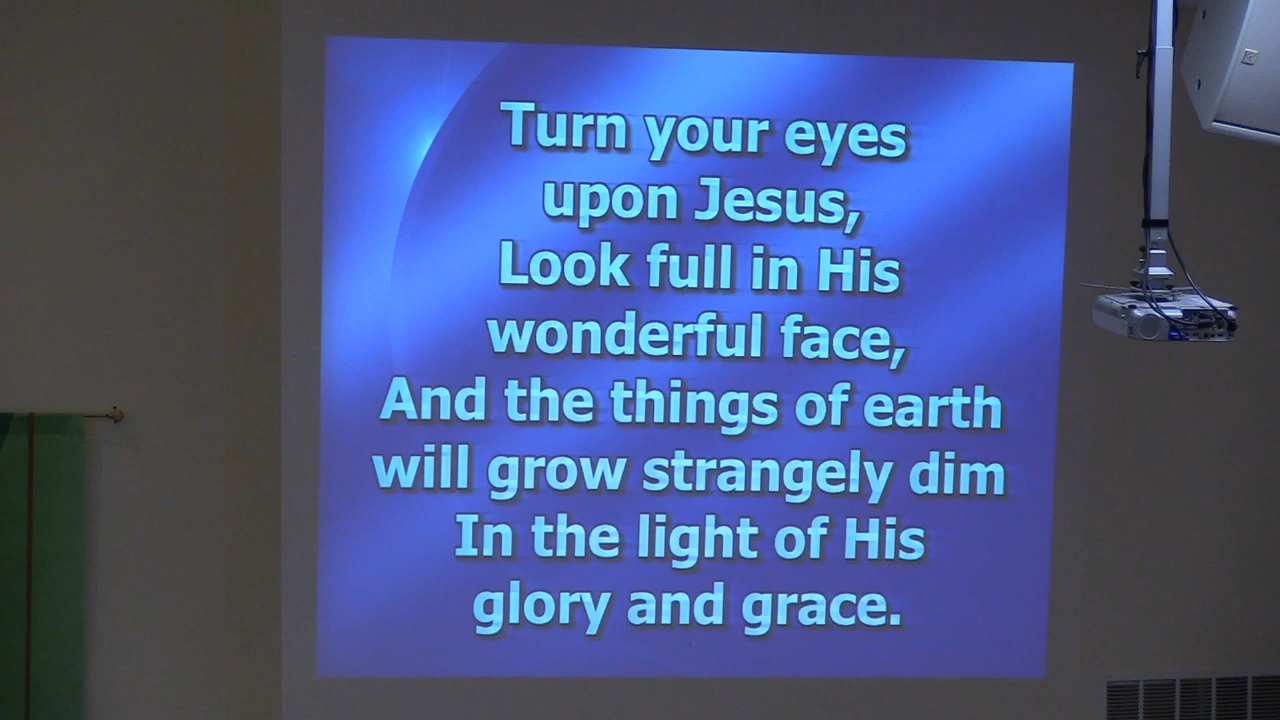 Turn your eyes
upon Jesus,
Look full in His
wonderful face,
And the things of earth
will grow strangely dim
In the light of His
glory and grace.